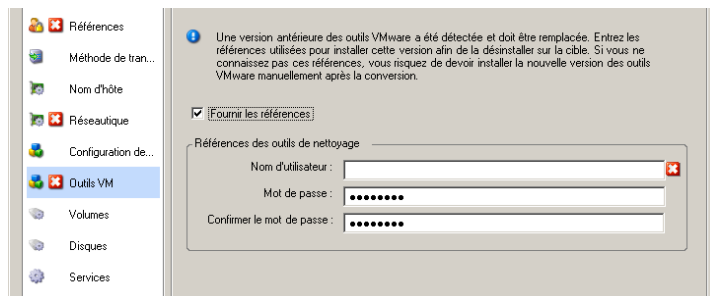 Références
Méthode de tran...
Nom d'hôte
Réseautique
Configuration de...
Outils VM
Volumes
Disques
Services
Une version antérieure des outils VMware a été détectée et doit être remplacée. Entrez les
références utilisées pour installer cette version afin de la désinstaller sur la cible. Si vous ne
connaissez pas ces références, vous risquez de devoir installer la nouvelle version des outils
VMware manuellement après la conversion.
Fournir les références
Références des outils de nettoyage
Nom d'utilisateur :
Mot de passe : ●●●●●●●●
Confirmer le mot de passe : ●●●●●●●●